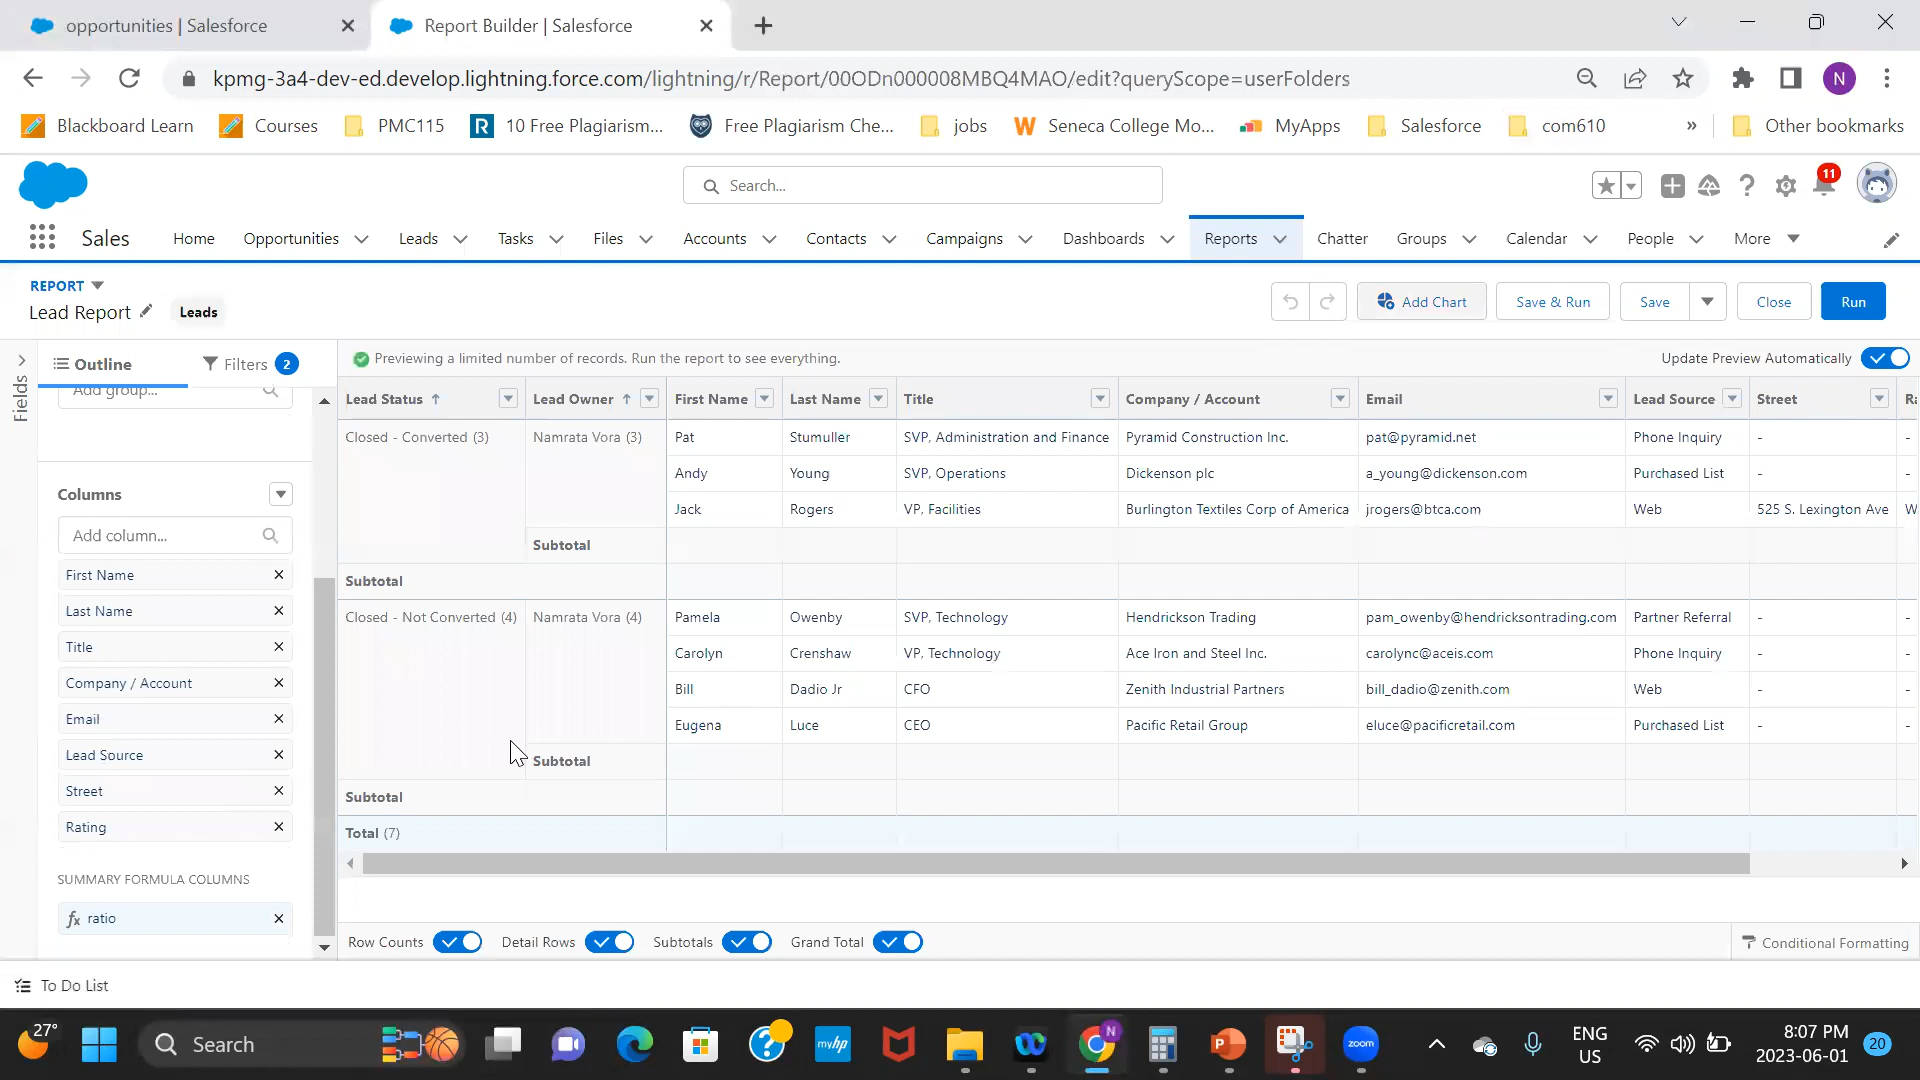 opportunities | Salesforce
Report Builder | Salesforce
kpmg-3a4-dev-ed.develop.lightning.force.com/lightning/r/Report/00ODn000008MBQ4MAO/edit?queryScope=userFolders
N
Blackboard Learn
Courses
PMC115
R
10 Free Plagiarism...
Free Plagiarism Che...
jobs
W
Seneca College Mo...
MyApps
Salesforce
com610
»
Other bookmarks
Search...
11
Sales
Home
Opportunities
Leads
Tasks
Files
Accounts
Contacts
Campaigns
Dashboards
Reports
Chatter
Groups
Calendar
People
More
REPORT
Lead Report
Leads
Add Chart
Save & Run
Save
Close
Run
Fields
Outline
Filters 2
Previewing a limited number of records. Run the report to see everything.
Update Preview Automatically
Add group...
Columns
Add column...
First Name
Last Name
Title
Company / Account
Email
Lead Source
Street
Rating
SUMMARY FORMULA COLUMNS
fx ratio
Lead Status ↑ Lead Owner ↑ First Name Last Name Title Company / Account Email Lead Source Street Ra
Closed - Converted (3) Namrata Vora (3) Pat Stumuller SVP, Administration and Finance Pyramid Construction Inc. pat@pyramid.net Phone Inquiry - -
Andy Young SVP, Operations Dickenson plc a_young@dickenson.com Purchased List - -
Jack Rogers VP, Facilities Burlington Textiles Corp of America jrogers@btca.com Web 525 S. Lexington Ave W
Subtotal
Subtotal
Closed - Not Converted (4) Namrata Vora (4) Pamela Owenby SVP, Technology Hendrickson Trading pam_owenby@hendricksontrading.com Partner Referral - -
Carolyn Crenshaw VP, Technology Ace Iron and Steel Inc. carolync@aceis.com Phone Inquiry - -
Bill Dadio Jr CFO Zenith Industrial Partners bill_dadio@zenith.com Web - -
Eugena Luce CEO Pacific Retail Group eluce@pacificretail.com Purchased List - -
Subtotal
Subtotal
Total (7)
Row Counts
Detail Rows
Subtotals
Grand Total
Conditional Formatting
To Do List
27°
Search
myhp
N
zoom
ENG
US
8:07 PM
2023-06-01
20